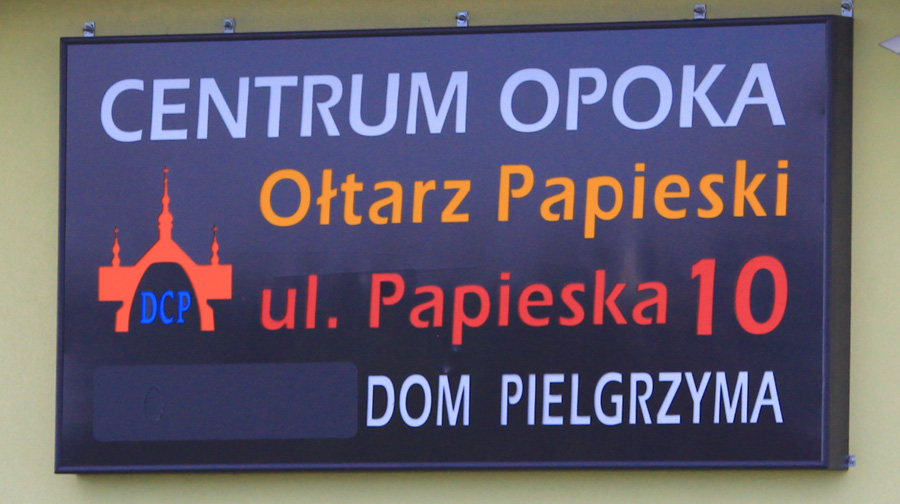 CENTRUM OPOKA
Ołtarz Papieski
DCP
ul. Papieska 10
DOM PIELGRZYMA